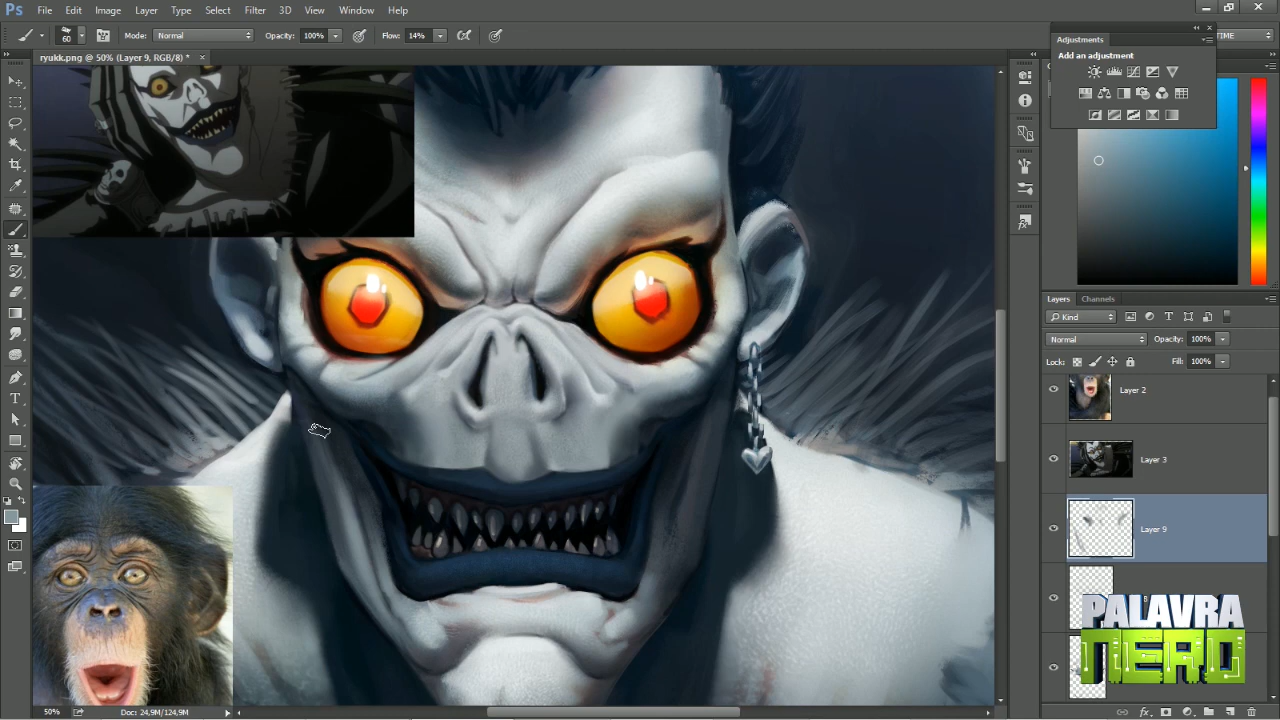 Ps File Edit Image Layer Type Select Filter 3D View Window Help
60 Mode: Normal Opacity: 100% Flow: 14%
TIME
ryukk.png @ 50% (Layer 9, RGB/8) * ×
Adjustments
Add an adjustment
Layers Channels
Kind
Normal Opacity: 100%
Lock: Fill: 100%
Layer 2
Layer 3
Layer 9
PALAVRA
NERD
50% Doc: 24,9M/124,9M